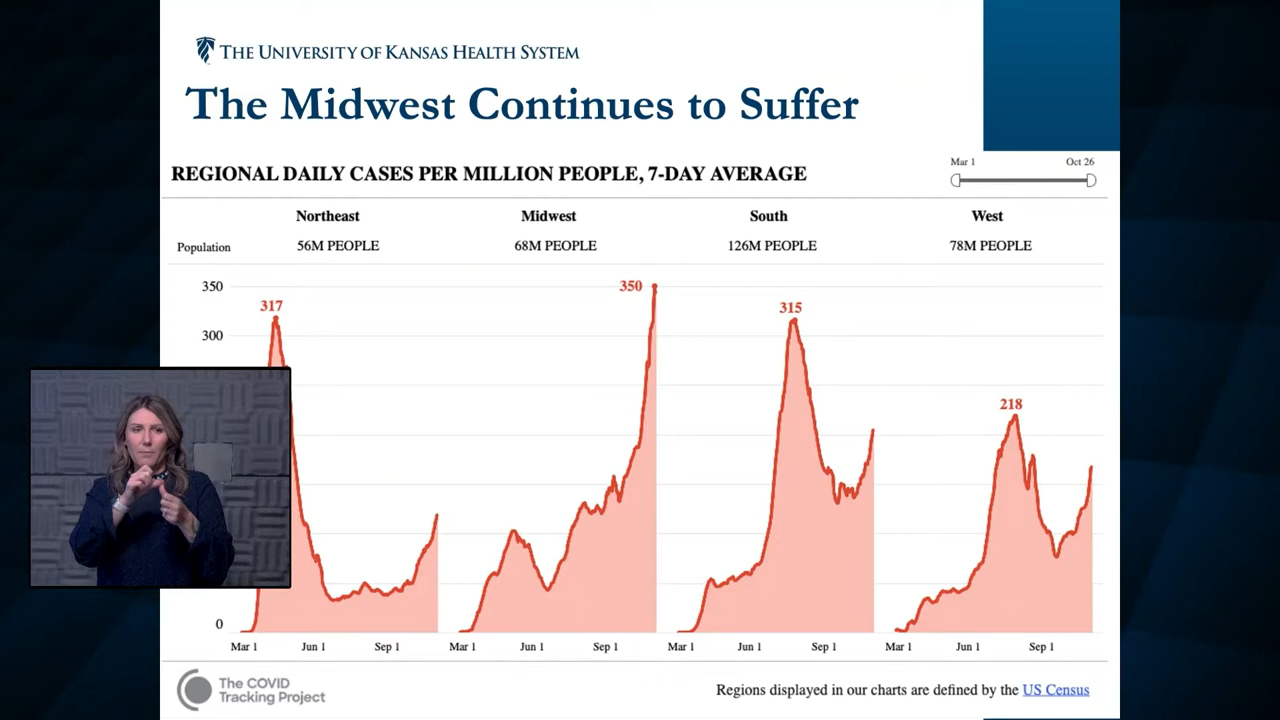 THE UNIVERSITY OF KANSAS HEALTH SYSTEM
The Midwest Continues to Suffer
REGIONAL DAILY CASES PER MILLION PEOPLE, 7-DAY AVERAGE
Mar 1 Oct 26
Northeast Midwest South West
Population 56M PEOPLE 68M PEOPLE 126M PEOPLE 78M PEOPLE
350 350
317 315
300
218
0
Mar 1 Jun 1 Sep 1 Mar 1 Jun 1 Sep 1 Mar 1 Jun 1 Sep 1 Mar 1 Jun 1 Sep 1
The COVID
Tracking Project
Regions displayed in our charts are defined by the US Census